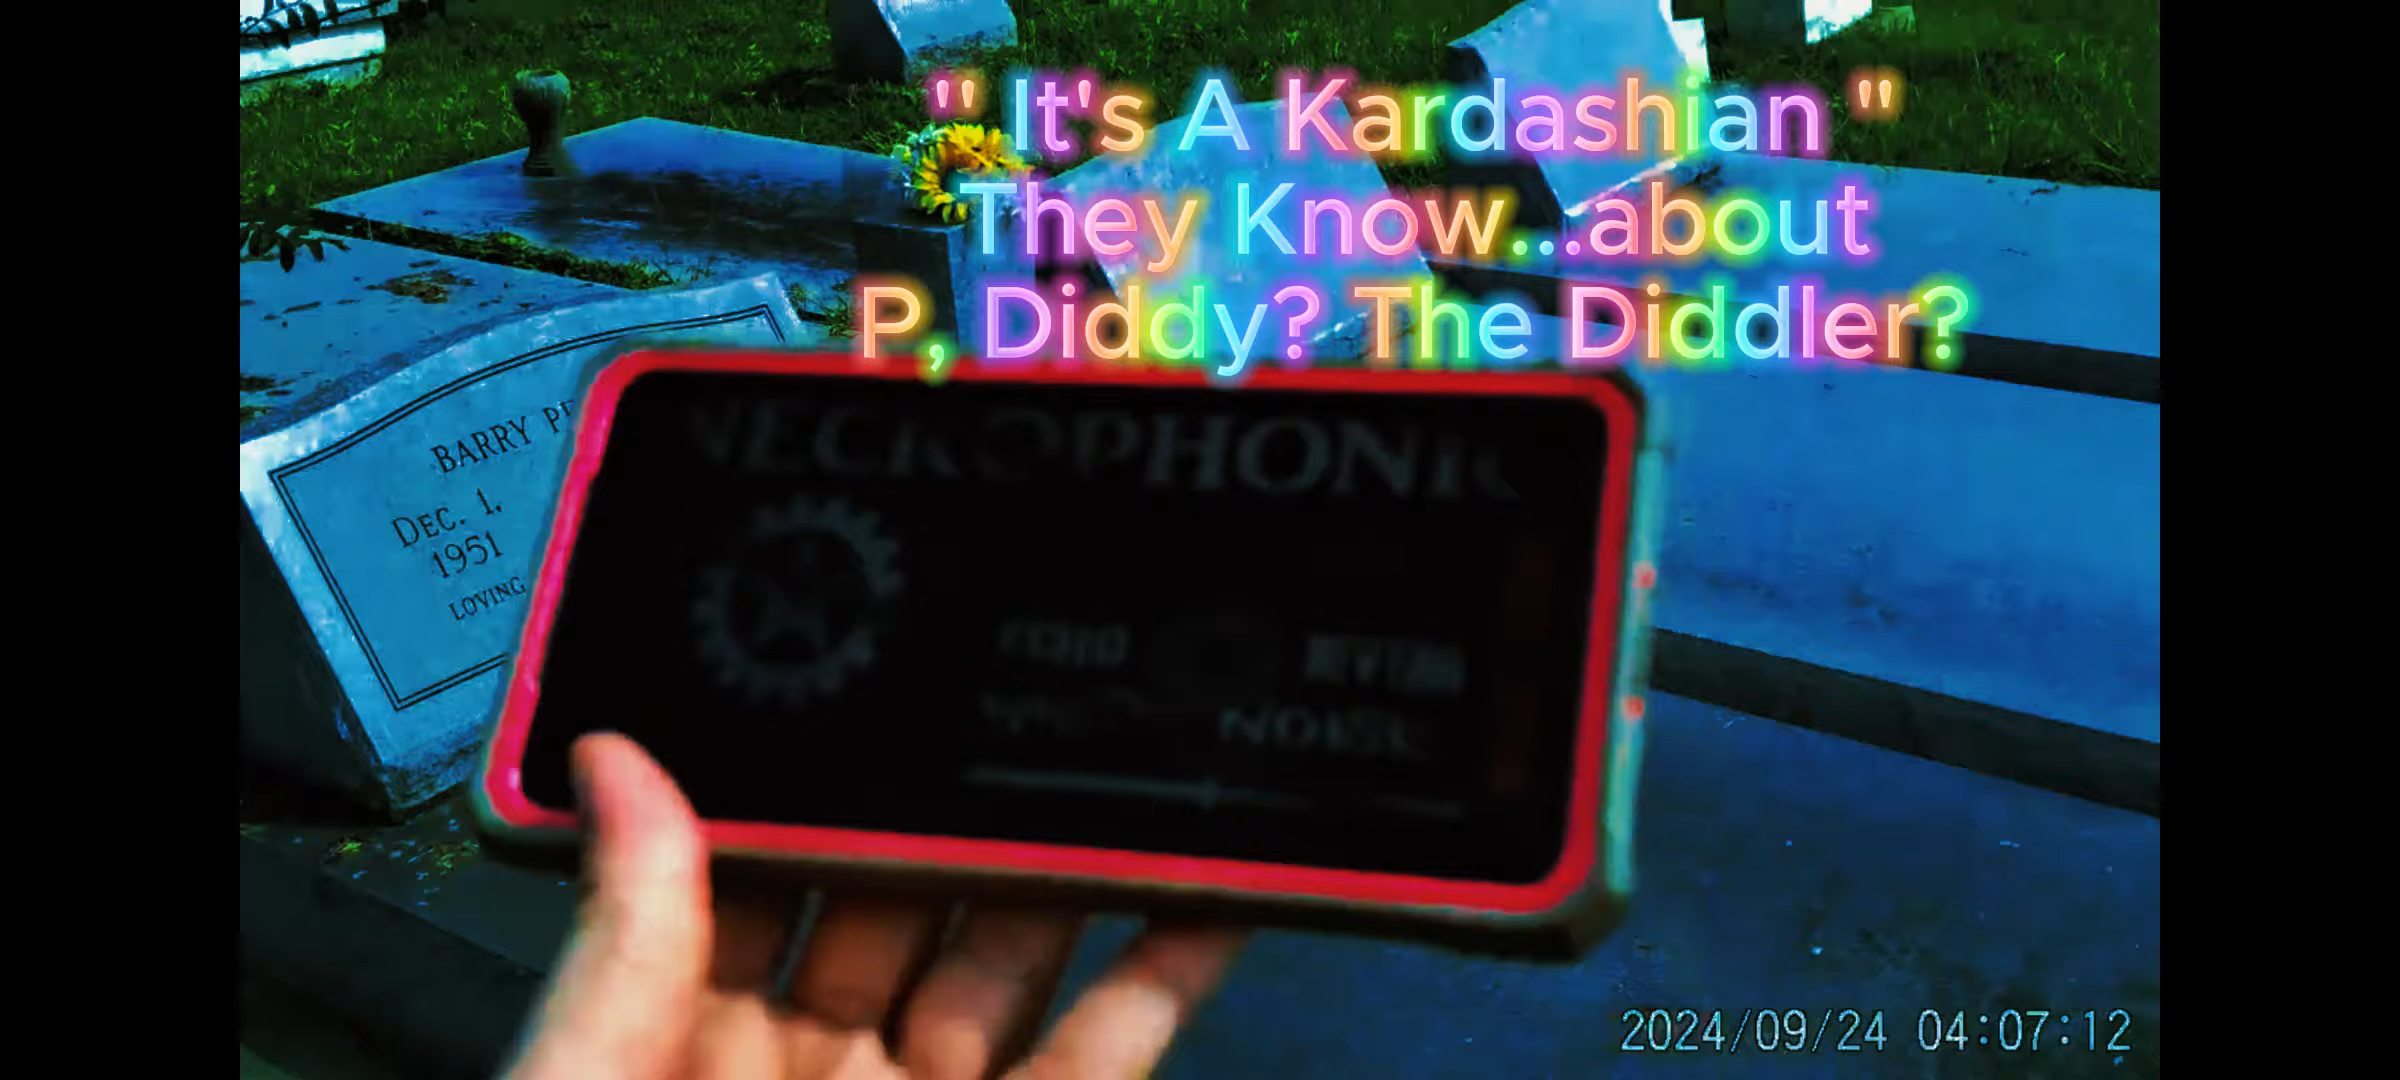 " It's A Kardashian "
They Know...about
P, Diddy? The Diddler?
NECROPHONIC
BARRY
DEC. 1,
1951
LOVING
NOISE
2024/09/24 04:07:12